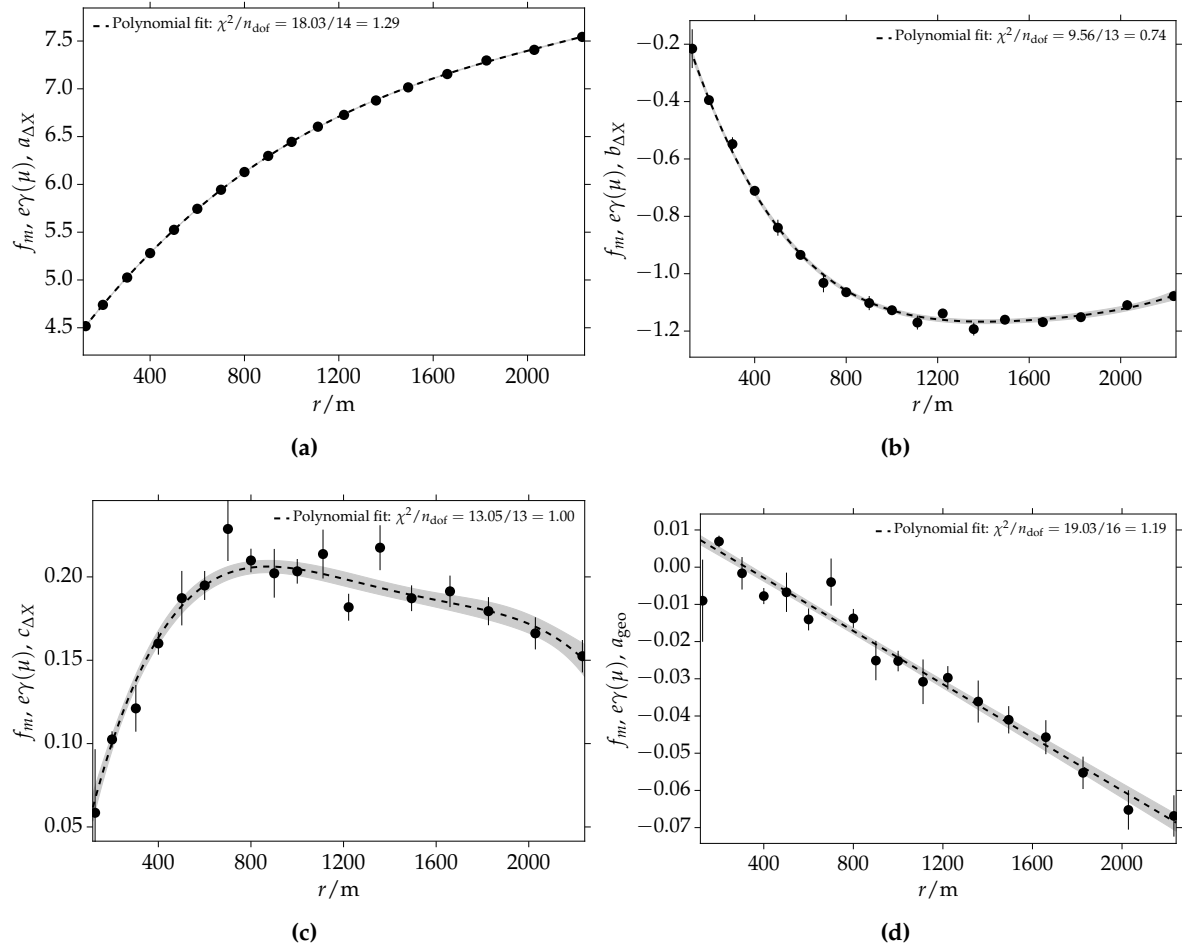 Polynomial fit: χ²/n_dof = 18.03/14 = 1.29
7.5
7.0
6.5
6.0
5.5
5.0
4.5
f_m, eγ(μ), a_ΔX
400 800 1200 1600 2000
r/m
(a)
Polynomial fit: χ²/n_dof = 9.56/13 = 0.74
−0.2
−0.4
−0.6
−0.8
−1.0
−1.2
f_m, eγ(μ), b_ΔX
400 800 1200 1600 2000
r/m
(b)
Polynomial fit: χ²/n_dof = 13.05/13 = 1.00
0.20
0.15
0.10
0.05
f_m, eγ(μ), c_ΔX
400 800 1200 1600 2000
r/m
(c)
Polynomial fit: χ²/n_dof = 19.03/16 = 1.19
0.01
0.00
−0.01
−0.02
−0.03
−0.04
−0.05
−0.06
−0.07
f_m, eγ(μ), a_geo
400 800 1200 1600 2000
r/m
(d)